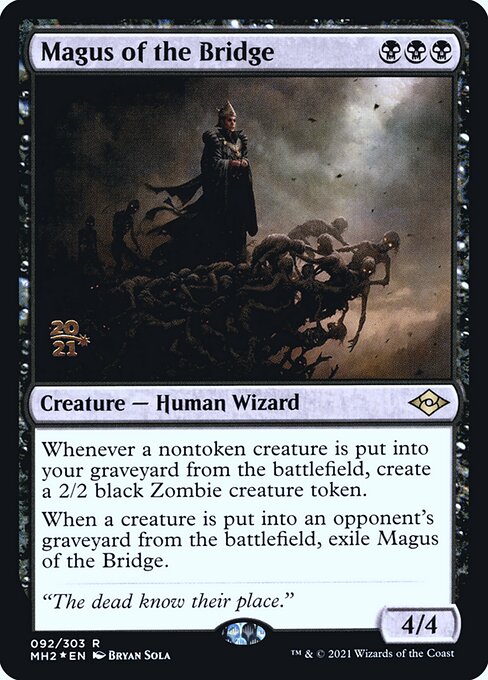 Magus of the Bridge
20
21
Creature — Human Wizard
Whenever a nontoken creature is put into
your graveyard from the battlefield, create
a 2/2 black Zombie creature token.
When a creature is put into an opponent's
graveyard from the battlefield, exile Magus
of the Bridge.
“The dead know their place.”
4/4
092/303 R
MH2 ★ EN Bryan Sola
™ & © 2021 Wizards of the Coast